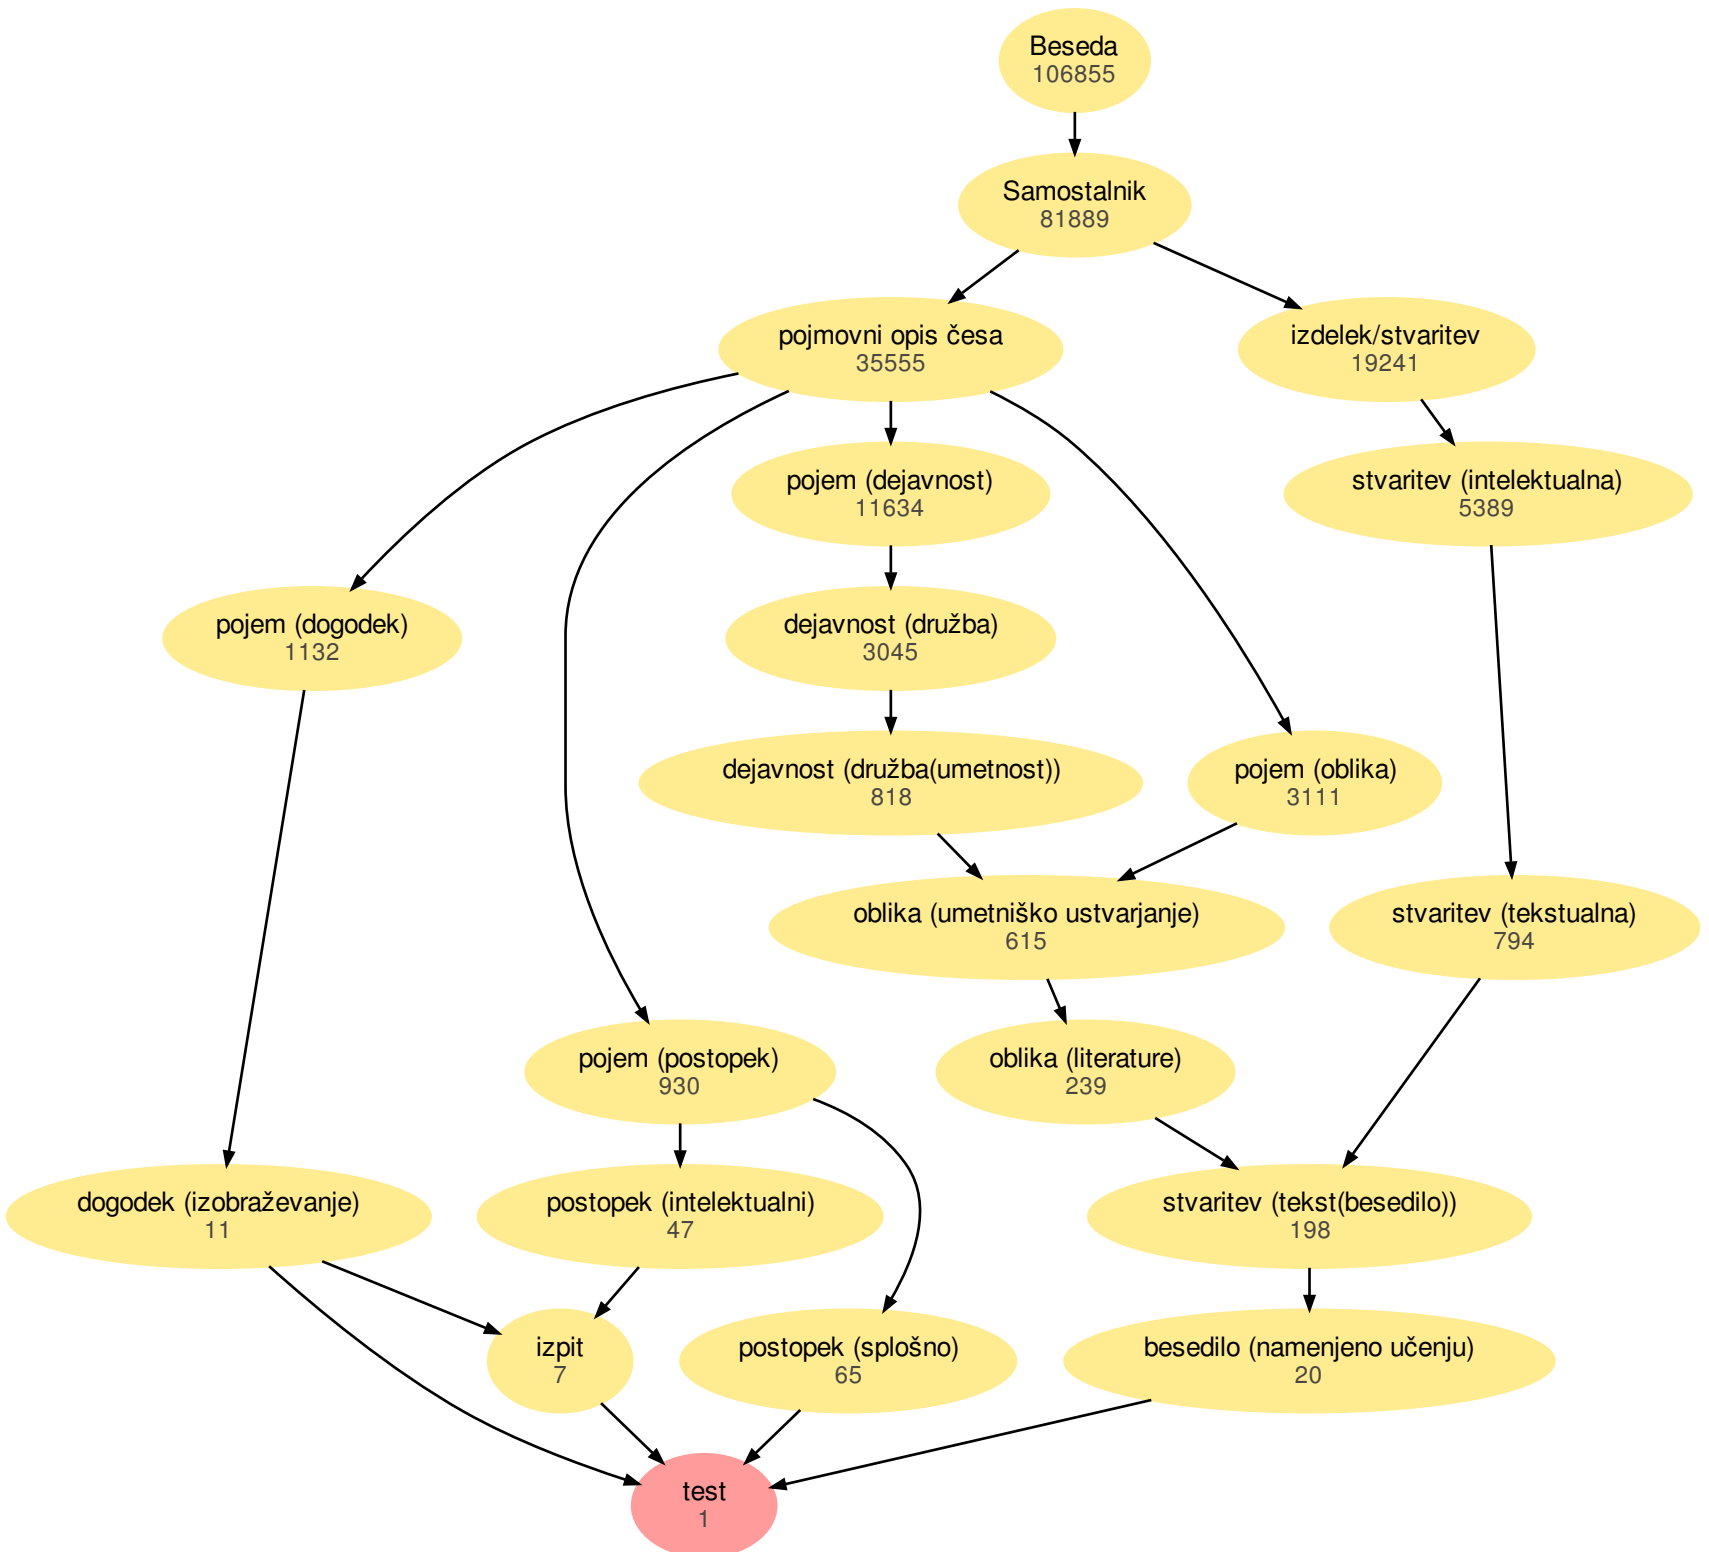 Beseda
106855
Samostalnik
81889
pojmovni opis česa
35555
izdelek/stvaritev
19241
pojem (dejavnost)
11634
stvaritev (intelektualna)
5389
pojem (dogodek)
1132
dejavnost (družba)
3045
dejavnost (družba(umetnost))
818
pojem (oblika)
3111
oblika (umetniško ustvarjanje)
615
stvaritev (tekstualna)
794
pojem (postopek)
930
oblika (literature)
239
dogodek (izobraževanje)
11
postopek (intelektualni)
47
stvaritev (tekst(besedilo))
198
izpit
7
postopek (splošno)
65
besedilo (namenjeno učenju)
20
test
1